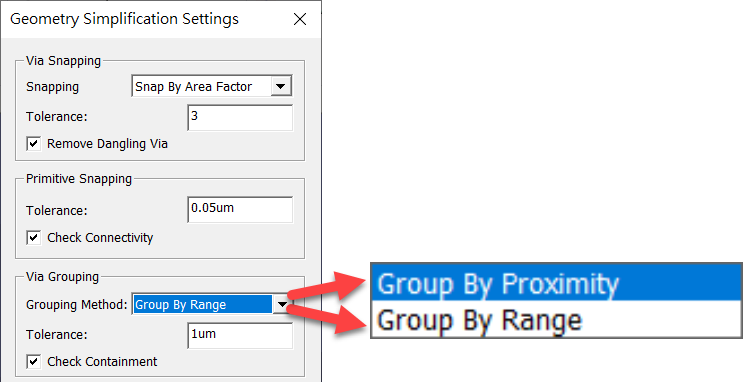 Geometry Simplification Settings
Via Snapping
Snapping Snap By Area Factor
Tolerance: 3
Remove Dangling Via
Primitive Snapping
Tolerance: 0.05um
Check Connectivity
Via Grouping
Grouping Method: Group By Range
Tolerance: 1um
Check Containment
Group By Proximity
Group By Range